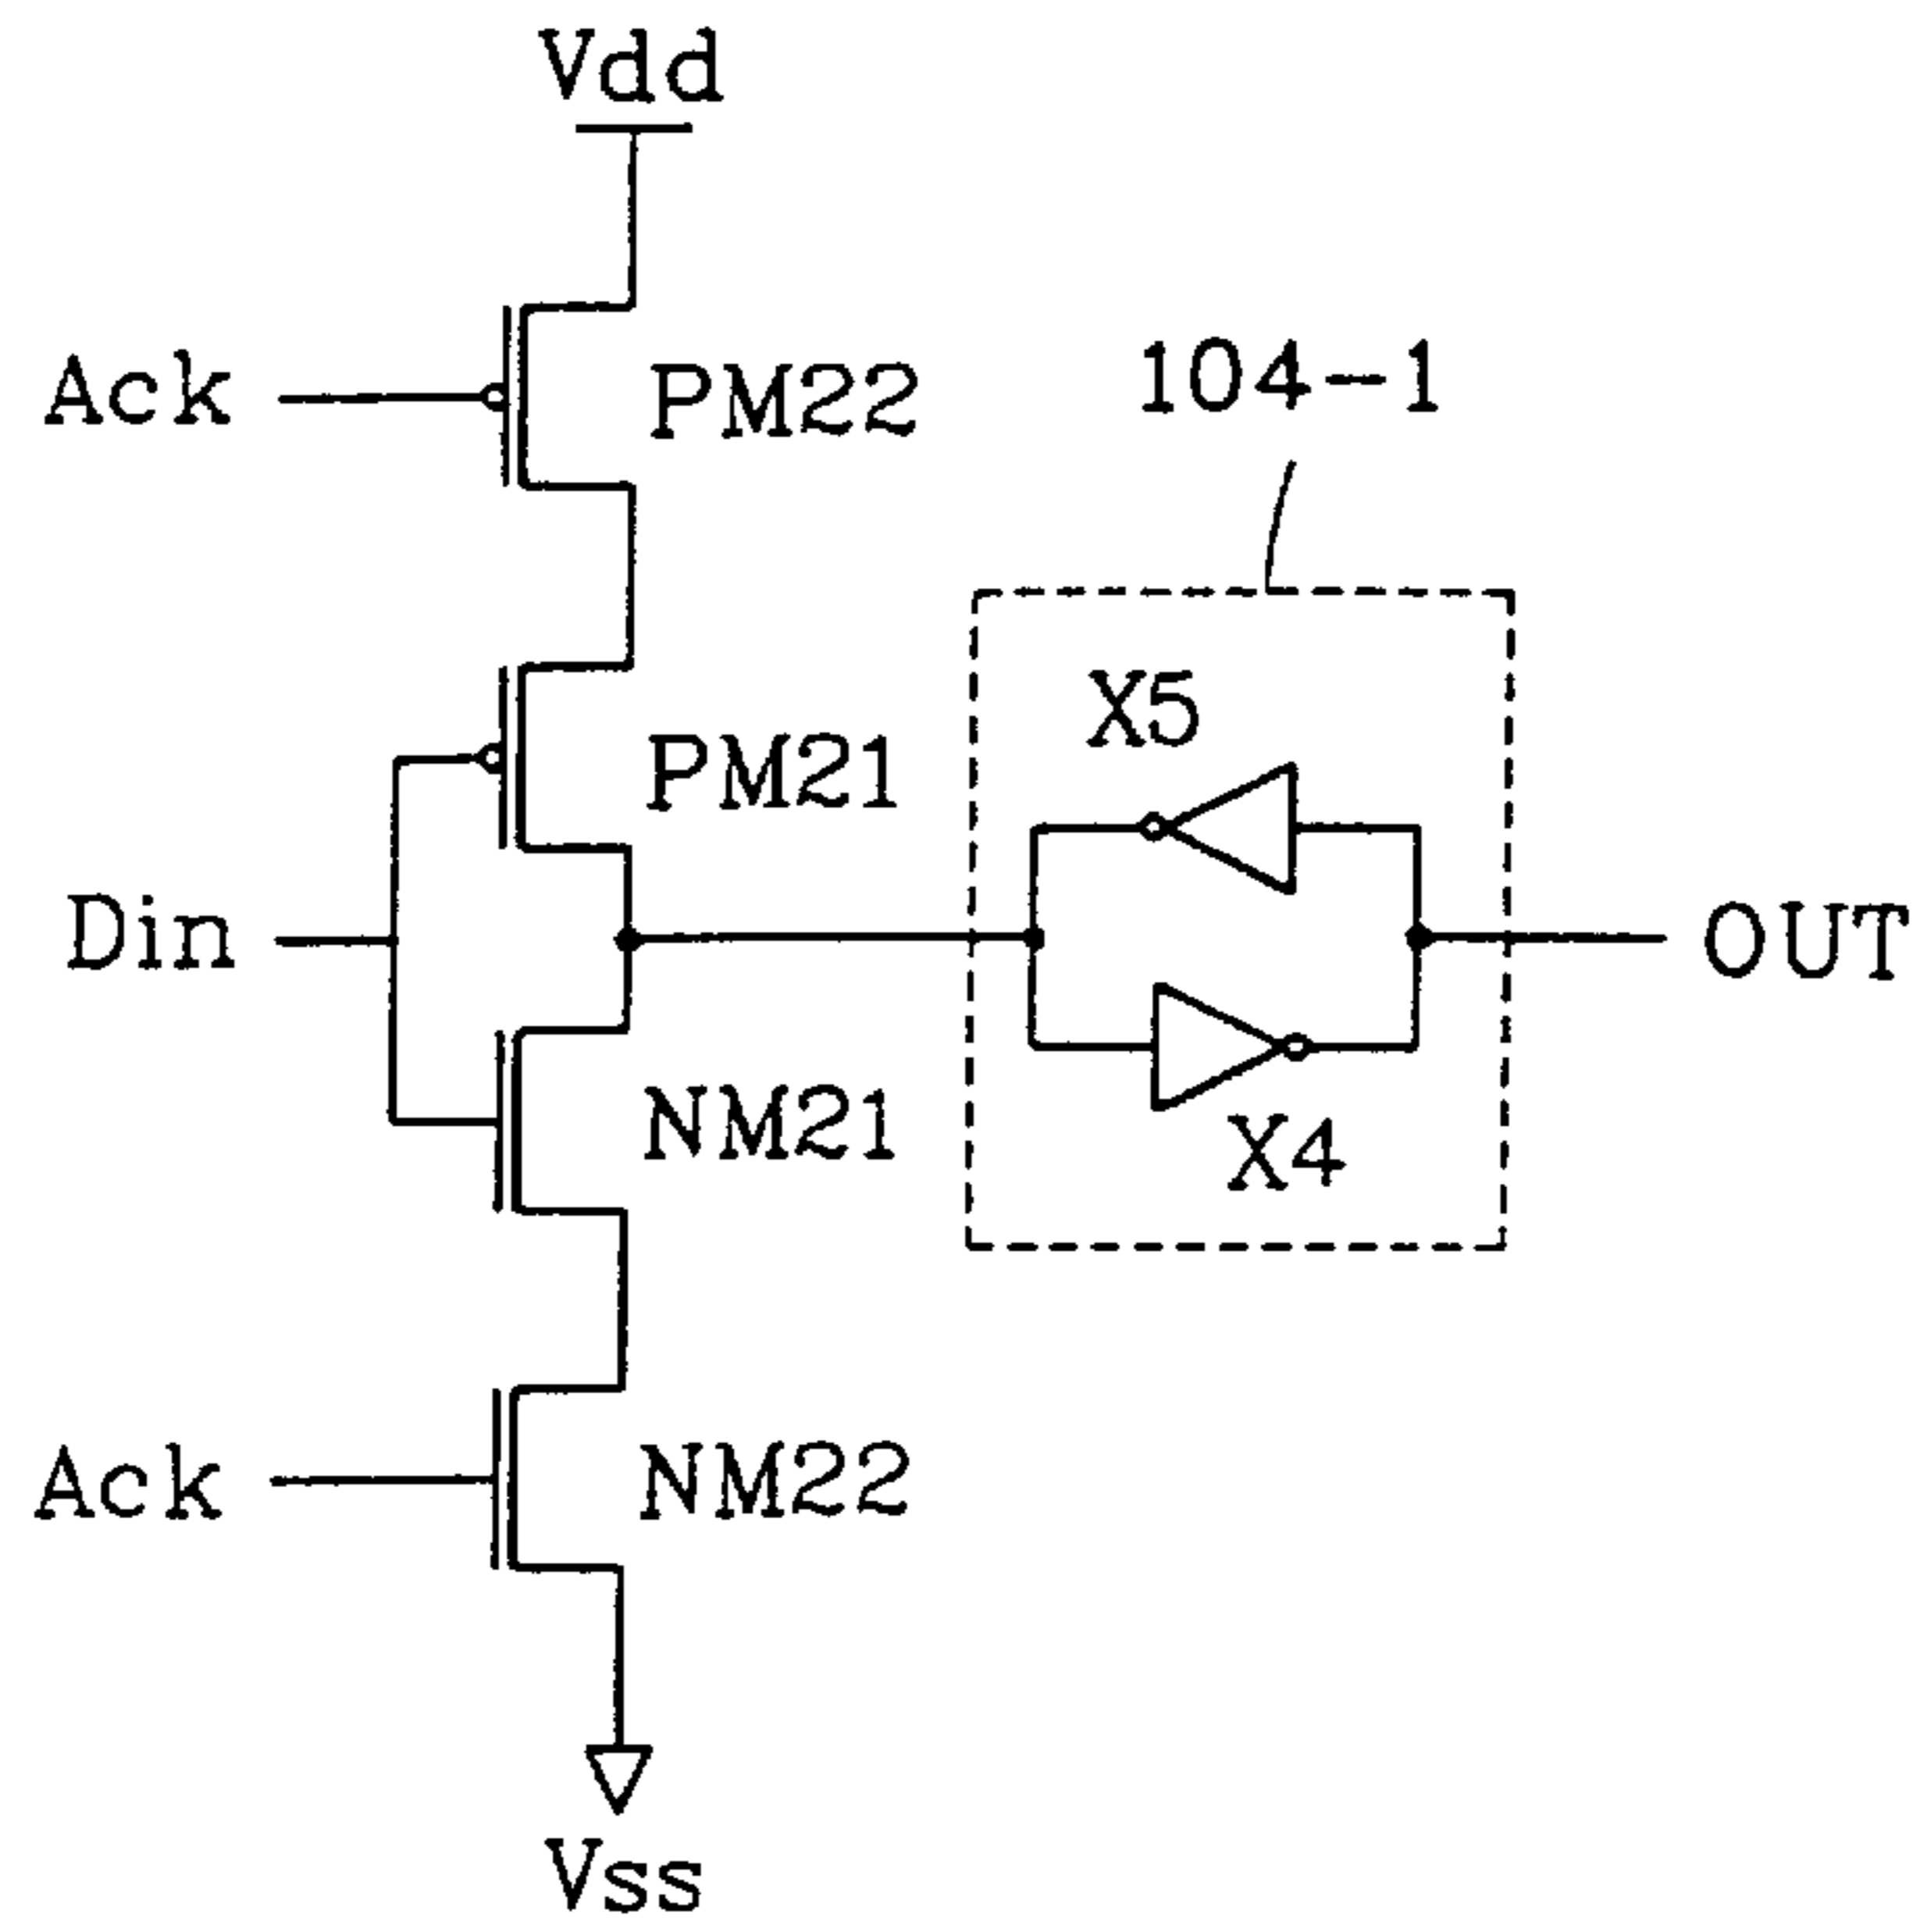 Vdd
Ack
PM22
104-1
PM21
X5
Din
OUT
NM21
X4
Ack
NM22
Vss